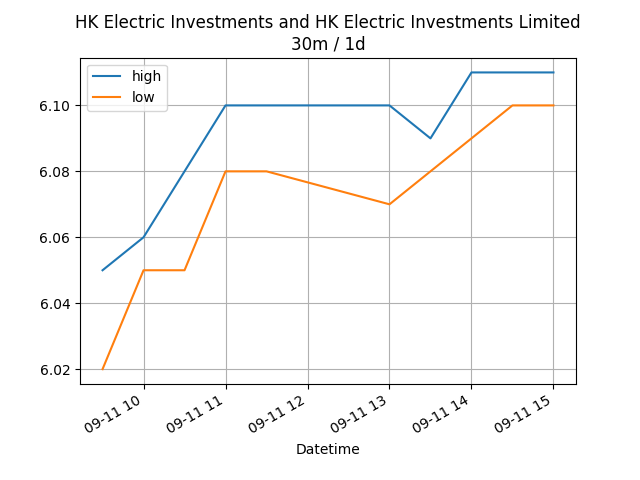 HK Electric Investments and HK Electric Investments Limited
30m / 1d
high
low
6.10
6.08
6.06
6.04
6.02
09-11 10
09-11 11
09-11 12
09-11 13
09-11 14
09-11 15
Datetime